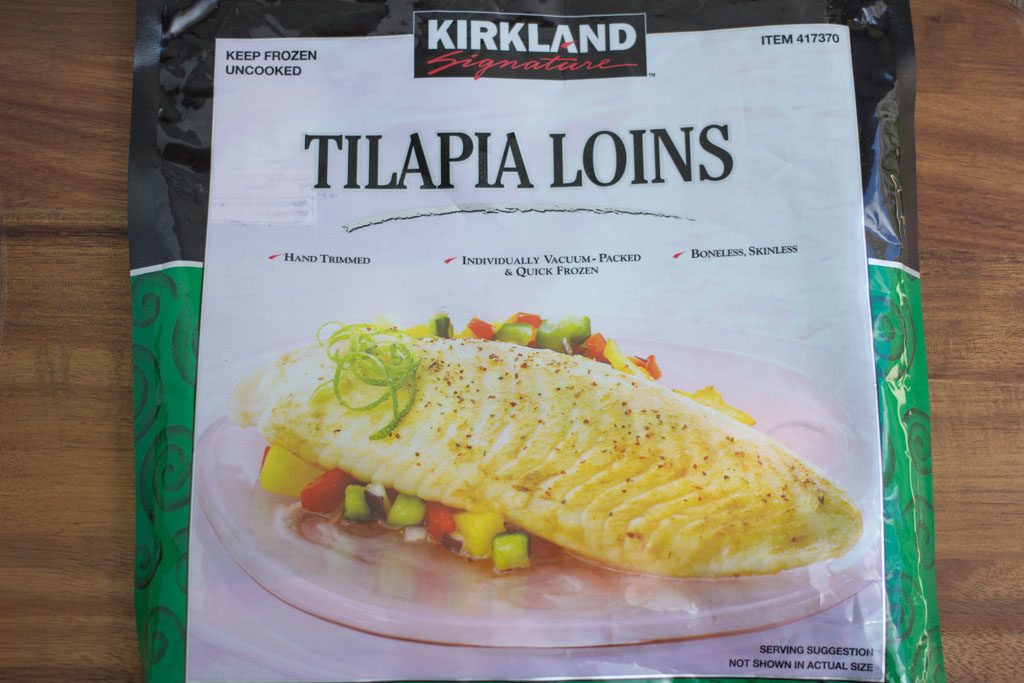 KEEP FROZEN
UNCOOKED
KIRKLAND
Signature™
ITEM 417370
TILAPIA LOINS
HAND TRIMMED
INDIVIDUALLY VACUUM-PACKED
& QUICK FROZEN
BONELESS, SKINLESS
SERVING SUGGESTION
NOT SHOWN IN ACTUAL SIZE